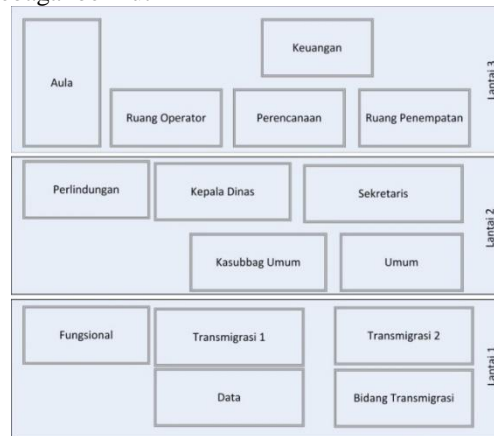 Keuangan
Aula
Ruang Operator
Perencanaan
Ruang Penempatan
Lantai 3
Perlindungan
Kepala Dinas
Sekretaris
Kasubbag Umum
Umum
Lantai 2
Fungsional
Transmigrasi 1
Transmigrasi 2
Data
Bidang Transmigrasi
Lantai 1